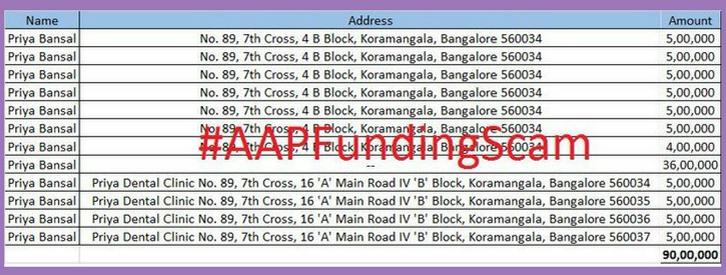 Name Address Amount
Priya Bansal No. 89, 7th Cross, 4 B Block, Koramangala, Bangalore 560034 5,00,000
Priya Bansal No. 89, 7th Cross, 4 B Block, Koramangala, Bangalore 560034 5,00,000
Priya Bansal No. 89, 7th Cross, 4 B Block, Koramangala, Bangalore 560034 5,00,000
Priya Bansal No. 89, 7th Cross, 4 B Block, Koramangala, Bangalore 560034 5,00,000
Priya Bansal No. 89, 7th Cross, 4 B Block, Koramangala, Bangalore 560034 5,00,000
Priya Bansal No. 89, 7th Cross, 4 B Block, Koramangala, Bangalore 560034 5,00,000
Priya Bansal No. 89, 7th Cross, 4 B Block, Koramangala, Bangalore 560034 4,00,000
#AAPFundingScam
Priya Bansal -- 36,00,000
Priya Bansal Priya Dental Clinic No. 89, 7th Cross, 16 'A' Main Road IV 'B' Block, Koramangala, Bangalore 560034 5,00,000
Priya Bansal Priya Dental Clinic No. 89, 7th Cross, 16 'A' Main Road IV 'B' Block, Koramangala, Bangalore 560035 5,00,000
Priya Bansal Priya Dental Clinic No. 89, 7th Cross, 16 'A' Main Road IV 'B' Block, Koramangala, Bangalore 560036 5,00,000
Priya Bansal Priya Dental Clinic No. 89, 7th Cross, 16 'A' Main Road IV 'B' Block, Koramangala, Bangalore 560037 5,00,000
90,00,000